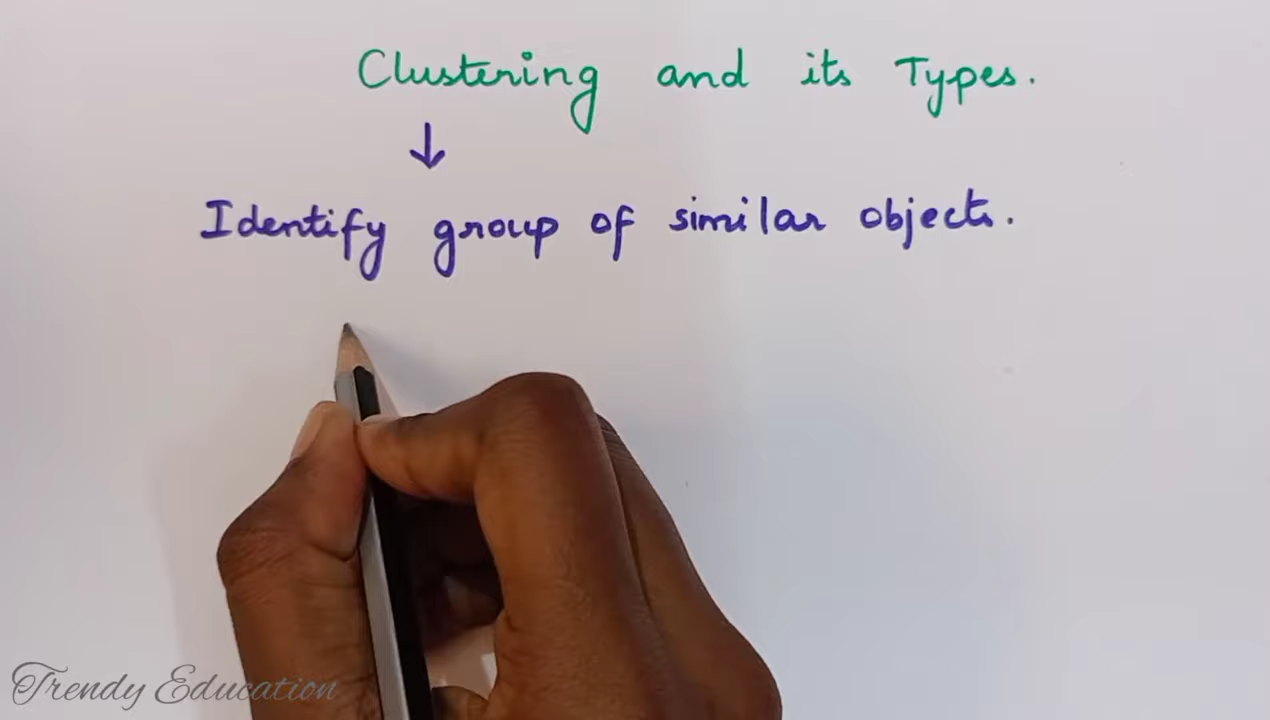 Clustering and its Types.
↓
Identify group of similar objects.
Trendy Education